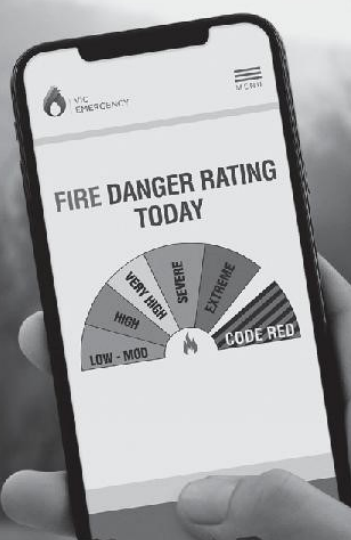 VIC
EMERGENCY
MENU
FIRE DANGER RATING
TODAY
LOW - MOD
HIGH
VERY HIGH
SEVERE
EXTREME
CODE RED